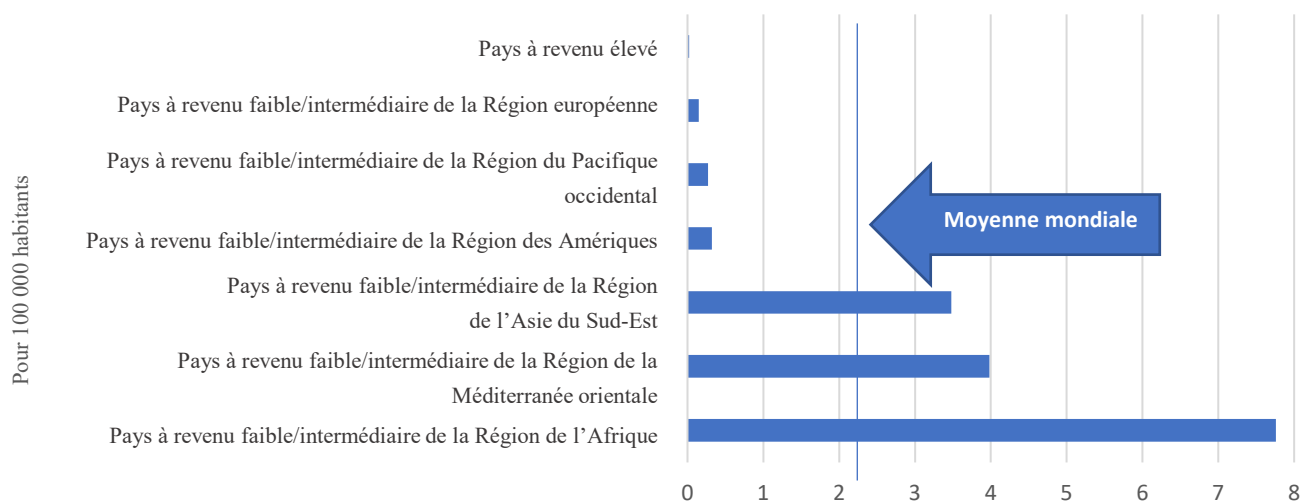 Pays à revenu élevé
Pays à revenu faible/intermédiaire de la Région européenne
Pays à revenu faible/intermédiaire de la Région du Pacifique
occidental
Pays à revenu faible/intermédiaire de la Région des Amériques
Pays à revenu faible/intermédiaire de la Région
de l’Asie du Sud-Est
Pays à revenu faible/intermédiaire de la Région de la
Méditerranée orientale
Pays à revenu faible/intermédiaire de la Région de l’Afrique
Pour 100 000 habitants
Moyenne mondiale
0 1 2 3 4 5 6 7 8